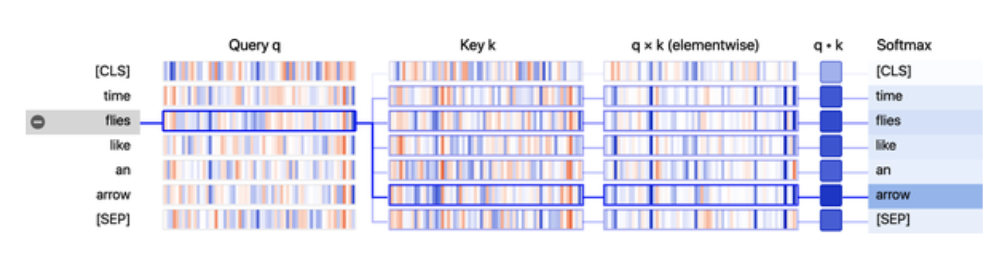 Query q Key k q × k (elementwise) q • k Softmax
[CLS] [CLS]
time time
flies flies
like like
an an
arrow arrow
[SEP] [SEP]